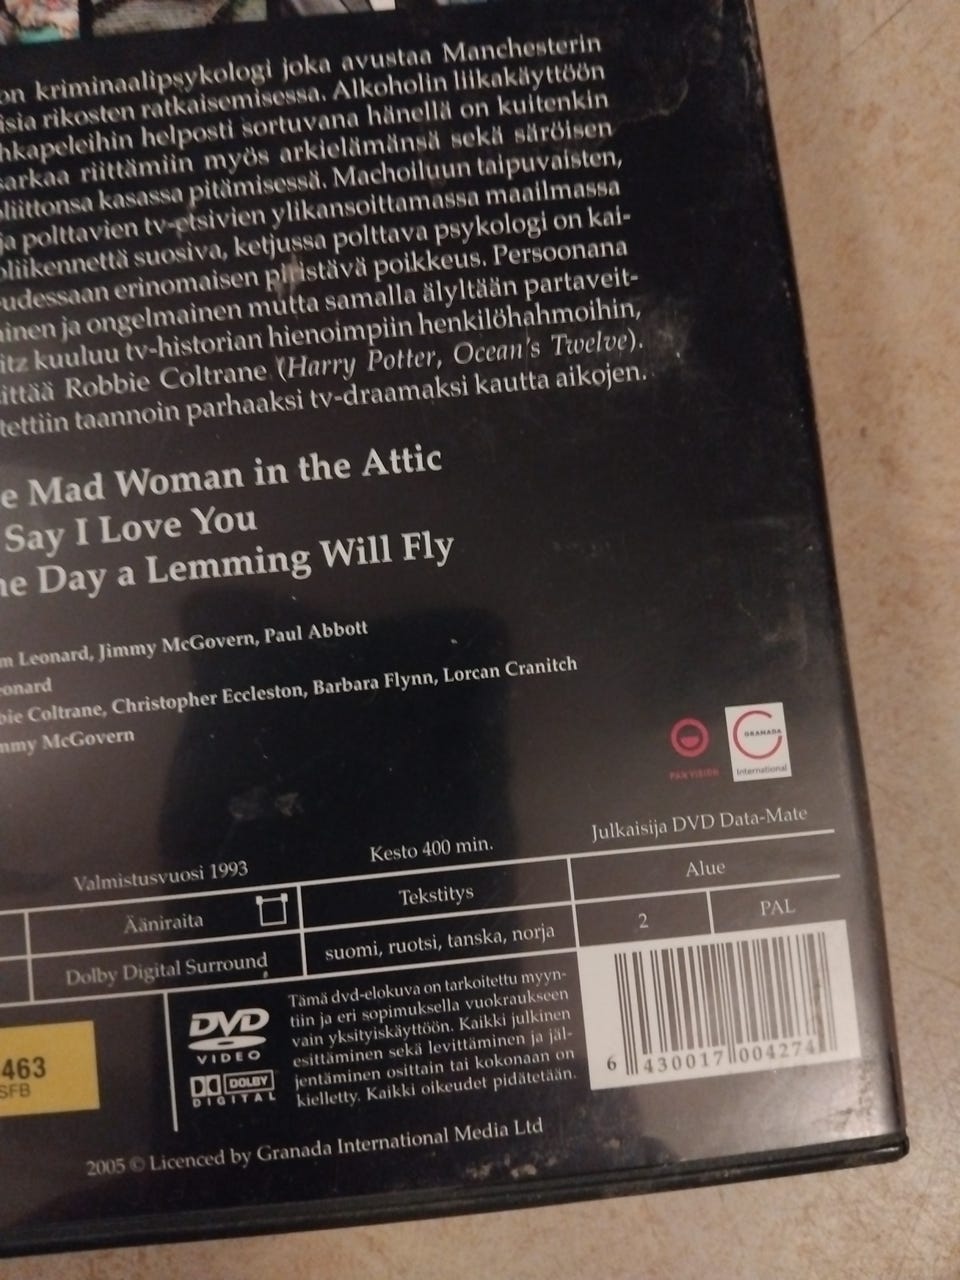 on kriminaalipsykologi joka avustaa Manchesterin
isia rikosten ratkaisemisessa. Alkoholin liikakäyttöön
hkapeleihin helposti sortuvana hänellä on kuitenkin
sarkaa riittämiin myös arkielämänsä sekä säröisen
oliittonsa kasassa pitämisessä. Machoiluun taipuvaisten,
ja polttavien tv-etsivien ylikansoittamassa maailmassa
oliikennettä suosiva, ketjussa polttava psykologi on kai-
udessaan erinomaisen piristävä poikkeus. Persoonana
inen ja ongelmainen mutta samalla älyltään partaveit-
itz kuuluu tv-historian hienoimpiin henkilöhahmoihin,
ittää Robbie Coltrane (Harry Potter, Ocean's Twelve).
tettiin taannoin parhaaksi tv-draamaksi kautta aikojen.
e Mad Woman in the Attic
Say I Love You
ne Day a Lemming Will Fly
m Leonard, Jimmy McGovern, Paul Abbott
eonard
bie Coltrane, Christopher Eccleston, Barbara Flynn, Lorcan Cranitch
mmy McGovern
PAN VISION
GRANADA
International
Valmistusvuosi 1993
Kesto 400 min.
Julkaisija DVD Data-Mate
Ääniraita
Tekstitys
Alue
Dolby Digital Surround
suomi, ruotsi, tanska, norja
2
PAL
463
SFB
DVD
VIDEO
DOLBY
DIGITAL
Tämä dvd-elokuva on tarkoitettu myyn-
tiin ja eri sopimuksella vuokraukseen
vain yksityiskäyttöön. Kaikki julkinen
esittäminen sekä levittäminen ja jäl-
jentäminen osittain tai kokonaan on
kielletty. Kaikki oikeudet pidätetään.
6 430017 004274
2005 © Licenced by Granada International Media Ltd